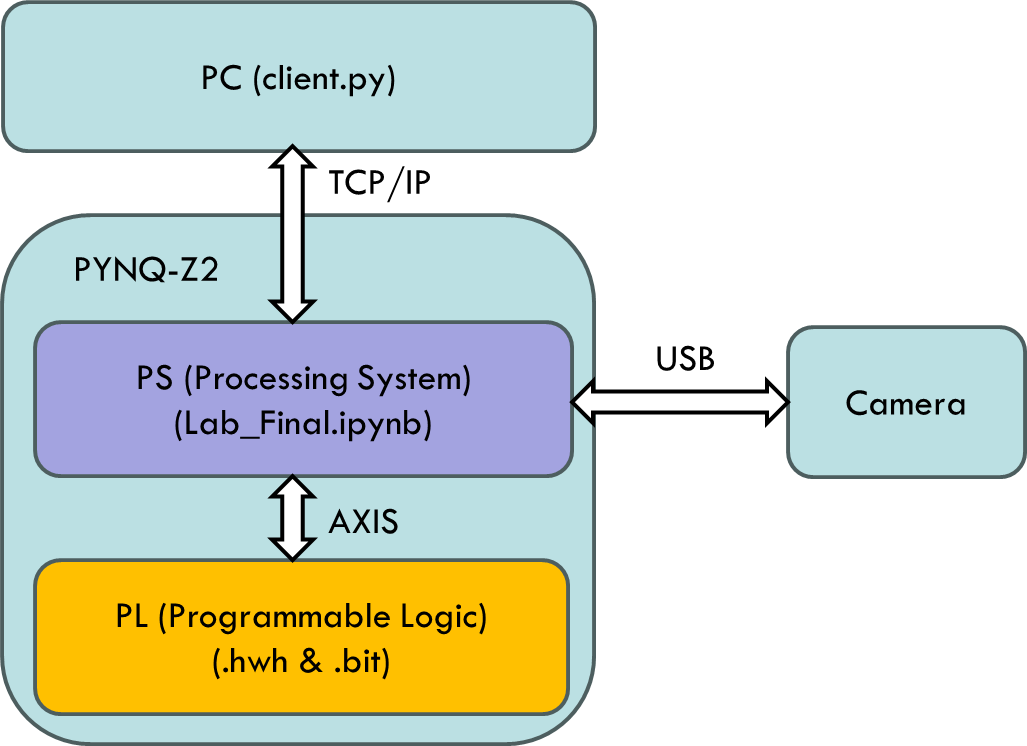 PC (client.py)
TCP/IP
PYNQ-Z2
PS (Processing System)
(Lab_Final.ipynb)
USB
Camera
AXIS
PL (Programmable Logic)
(.hwh & .bit)